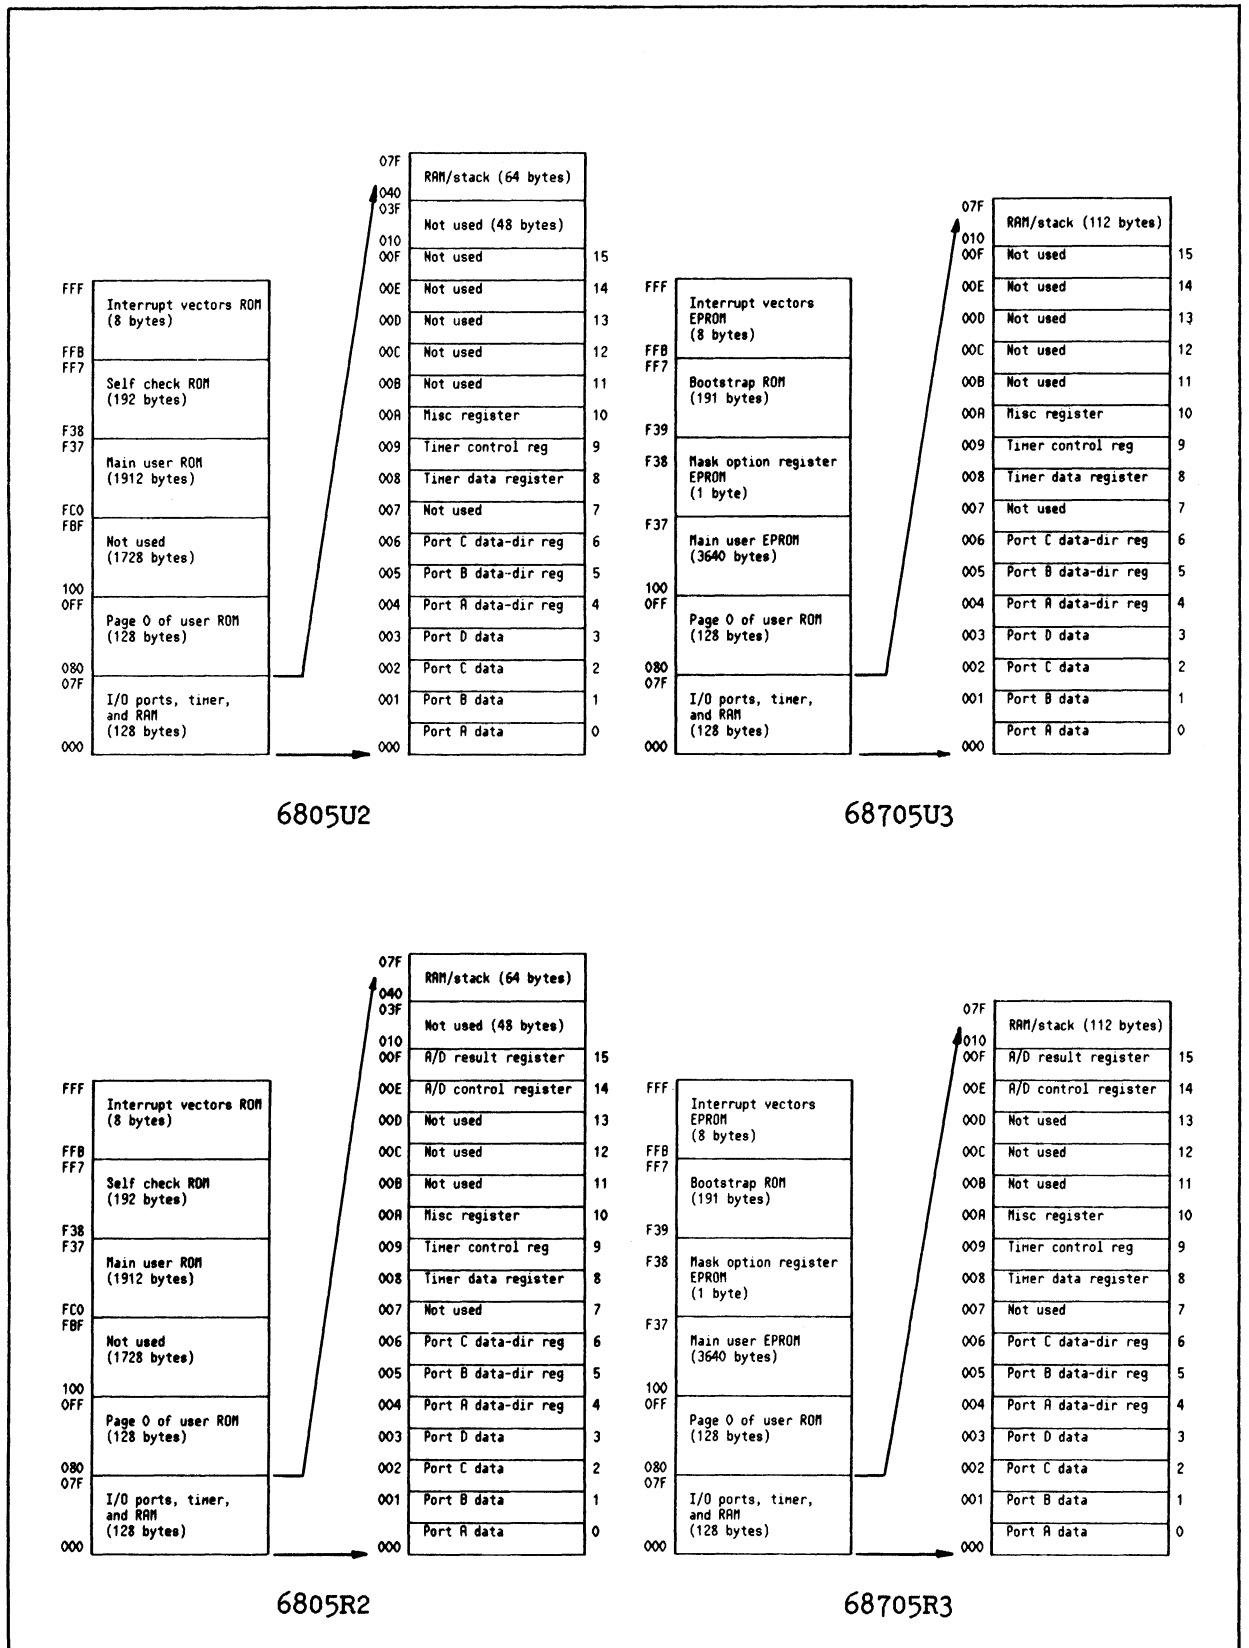 FFF
Interrupt vectors ROM
(8 bytes)
FFB
FF7
Self check ROM
(192 bytes)
F38
F37
Main user ROM
(1912 bytes)
FC0
FBF
Not used
(1728 bytes)
100
0FF
Page 0 of user ROM
(128 bytes)
080
07F
I/O ports, timer,
and RAM
(128 bytes)
000
07F
RAM/stack (64 bytes)
040
03F
Not used (48 bytes)
010
00F Not used 15
00E Not used 14
00D Not used 13
00C Not used 12
00B Not used 11
00A Misc register 10
009 Timer control reg 9
008 Timer data register 8
007 Not used 7
006 Port C data-dir reg 6
005 Port B data-dir reg 5
004 Port A data-dir reg 4
003 Port D data 3
002 Port C data 2
001 Port B data 1
000 Port A data 0
6805U2
FFF
Interrupt vectors
EPROM
(8 bytes)
FFB
FF7
Bootstrap ROM
(191 bytes)
F39
F38 Mask option register
EPROM
(1 byte)
F37
Main user EPROM
(3640 bytes)
100
0FF
Page 0 of user ROM
(128 bytes)
080
07F
I/O ports, timer,
and RAM
(128 bytes)
000
07F
RAM/stack (112 bytes)
010
00F Not used 15
00E Not used 14
00D Not used 13
00C Not used 12
00B Not used 11
00A Misc register 10
009 Timer control reg 9
008 Timer data register 8
007 Not used 7
006 Port C data-dir reg 6
005 Port B data-dir reg 5
004 Port A data-dir reg 4
003 Port D data 3
002 Port C data 2
001 Port B data 1
000 Port A data 0
68705U3
FFF
Interrupt vectors ROM
(8 bytes)
FFB
FF7
Self check ROM
(192 bytes)
F38
F37
Main user ROM
(1912 bytes)
FC0
FBF
Not used
(1728 bytes)
100
0FF
Page 0 of user ROM
(128 bytes)
080
07F
I/O ports, timer,
and RAM
(128 bytes)
000
07F
RAM/stack (64 bytes)
040
03F
Not used (48 bytes)
010
00F A/D result register 15
00E A/D control register 14
00D Not used 13
00C Not used 12
00B Not used 11
00A Misc register 10
009 Timer control reg 9
008 Timer data register 8
007 Not used 7
006 Port C data-dir reg 6
005 Port B data-dir reg 5
004 Port A data-dir reg 4
003 Port D data 3
002 Port C data 2
001 Port B data 1
000 Port A data 0
6805R2
FFF
Interrupt vectors
EPROM
(8 bytes)
FFB
FF7
Bootstrap ROM
(191 bytes)
F39
F38 Mask option register
EPROM
(1 byte)
F37
Main user EPROM
(3640 bytes)
100
0FF
Page 0 of user ROM
(128 bytes)
080
07F
I/O ports, timer,
and RAM
(128 bytes)
000
07F
RAM/stack (112 bytes)
010
00F A/D result register 15
00E A/D control register 14
00D Not used 13
00C Not used 12
00B Not used 11
00A Misc register 10
009 Timer control reg 9
008 Timer data register 8
007 Not used 7
006 Port C data-dir reg 6
005 Port B data-dir reg 5
004 Port A data-dir reg 4
003 Port D data 3
002 Port C data 2
001 Port B data 1
000 Port A data 0
68705R3